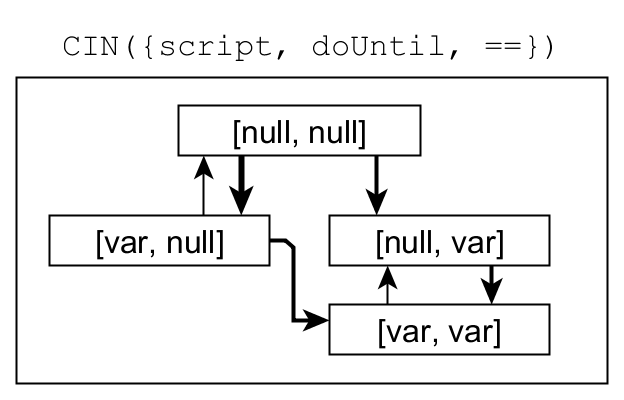 CIN({script, doUntil, ==})
[null, null]
[var, null]
[null, var]
[var, var]